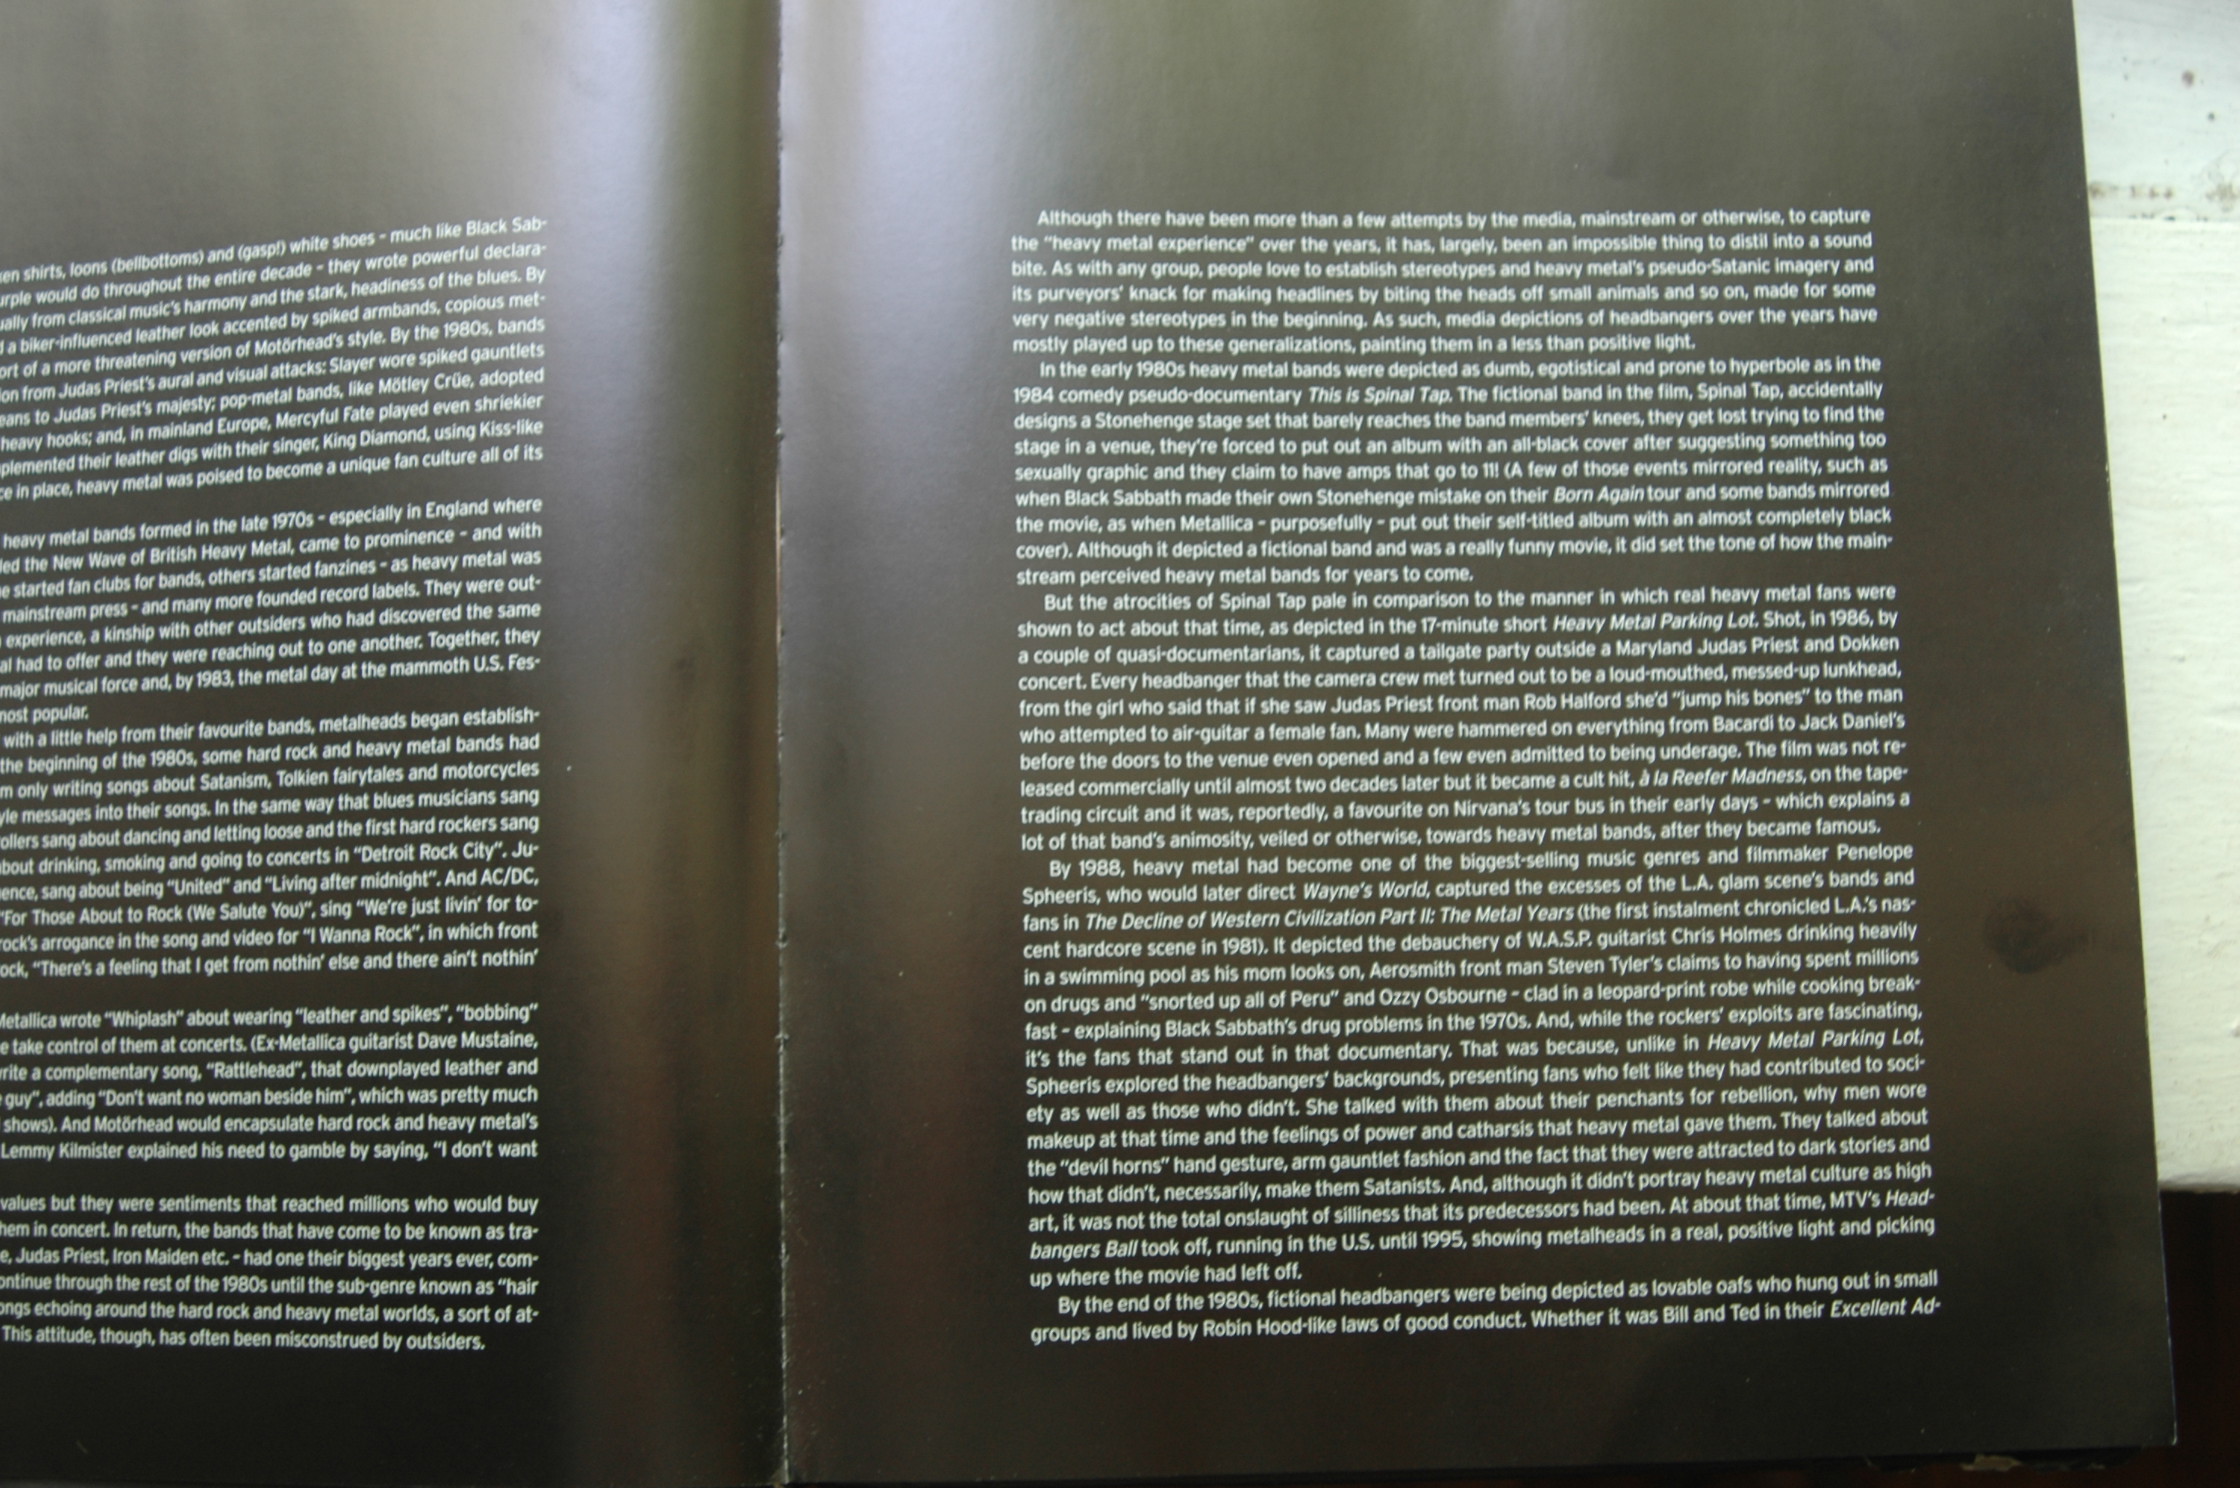 shirts, loons (bellbottoms) and (gasp!) white shoes – much like Black Sab-
would do throughout the entire decade – they wrote powerful declara-
from classical music's harmony and the stark, headiness of the blues. By
a biker-influenced leather look accented by spiked armbands, copious met-
of a more threatening version of Motörhead's style. By the 1980s, bands
from Judas Priest's aural and visual attacks: Slayer wore spiked gauntlets
to Judas Priest's majesty; pop-metal bands, like Mötley Crüe, adopted
heavy hooks; and, in mainland Europe, Mercyful Fate played even shriekier
their leather digs with their singer, King Diamond, using Kiss-like
in place, heavy metal was poised to become a unique fan culture all of its
heavy metal bands formed in the late 1970s – especially in England where
the New Wave of British Heavy Metal, came to prominence – and with
started fan clubs for bands, others started fanzines – as heavy metal was
mainstream press – and many more founded record labels. They were out-
experience, a kinship with other outsiders who had discovered the same
had to offer and they were reaching out to one another. Together, they
major musical force and, by 1983, the metal day at the mammoth U.S. Fes-
most popular.
with a little help from their favourite bands, metalheads began establish-
the beginning of the 1980s, some hard rock and heavy metal bands had
only writing songs about Satanism, Tolkien fairytales and motorcycles
messages into their songs. In the same way that blues musicians sang
sang about dancing and letting loose and the first hard rockers sang
about drinking, smoking and going to concerts in "Detroit Rock City". Ju-
sang about being "United" and "Living after midnight". And AC/DC,
"For Those About to Rock (We Salute You)", sing "We're just livin' for to-
rock's arrogance in the song and video for "I Wanna Rock", in which front
"There's a feeling that I get from nothin' else and there ain't nothin'
Metallica wrote "Whiplash" about wearing "leather and spikes", "bobbing"
take control of them at concerts. (Ex-Metallica guitarist Dave Mustaine,
a complementary song, "Rattlehead", that downplayed leather and
guy", adding "Don't want no woman beside him", which was pretty much
shows). And Motörhead would encapsulate hard rock and heavy metal's
Lemmy Kilmister explained his need to gamble by saying, "I don't want
values but they were sentiments that reached millions who would buy
in concert. In return, the bands that have come to be known as tra-
Judas Priest, Iron Maiden etc. – had one their biggest years ever, com-
through the rest of the 1980s until the sub-genre known as "hair
echoing around the hard rock and heavy metal worlds, a sort of at-
This attitude, though, has often been misconstrued by outsiders.
Although there have been more than a few attempts by the media, mainstream or otherwise, to capture
the "heavy metal experience" over the years, it has, largely, been an impossible thing to distil into a sound
bite. As with any group, people love to establish stereotypes and heavy metal's pseudo-Satanic imagery and
its purveyors' knack for making headlines by biting the heads off small animals and so on, made for some
very negative stereotypes in the beginning. As such, media depictions of headbangers over the years have
mostly played up to these generalizations, painting them in a less than positive light.
In the early 1980s heavy metal bands were depicted as dumb, egotistical and prone to hyperbole as in the
1984 comedy pseudo-documentary This is Spinal Tap. The fictional band in the film, Spinal Tap, accidentally
designs a Stonehenge stage set that barely reaches the band members' knees, they get lost trying to find the
stage in a venue, they're forced to put out an album with an all-black cover after suggesting something too
sexually graphic and they claim to have amps that go to 11! (A few of those events mirrored reality, such as
when Black Sabbath made their own Stonehenge mistake on their Born Again tour and some bands mirrored
the movie, as when Metallica – purposefully – put out their self-titled album with an almost completely black
cover). Although it depicted a fictional band and was a really funny movie, it did set the tone of how the main-
stream perceived heavy metal bands for years to come.
But the atrocities of Spinal Tap pale in comparison to the manner in which real heavy metal fans were
shown to act about that time, as depicted in the 17-minute short Heavy Metal Parking Lot. Shot, in 1986, by
a couple of quasi-documentarians, it captured a tailgate party outside a Maryland Judas Priest and Dokken
concert. Every headbanger that the camera crew met turned out to be a loud-mouthed, messed-up lunkhead,
from the girl who said that if she saw Judas Priest front man Rob Halford she'd "jump his bones" to the man
who attempted to air-guitar a female fan. Many were hammered on everything from Bacardi to Jack Daniel's
before the doors to the venue even opened and a few even admitted to being underage. The film was not re-
leased commercially until almost two decades later but it became a cult hit, à la Reefer Madness, on the tape-
trading circuit and it was, reportedly, a favourite on Nirvana's tour bus in their early days – which explains a
lot of that band's animosity, veiled or otherwise, towards heavy metal bands, after they became famous.
By 1988, heavy metal had become one of the biggest-selling music genres and filmmaker Penelope
Spheeris, who would later direct Wayne's World, captured the excesses of the L.A. glam scene's bands and
fans in The Decline of Western Civilization Part II: The Metal Years (the first instalment chronicled L.A.'s nas-
cent hardcore scene in 1981). It depicted the debauchery of W.A.S.P. guitarist Chris Holmes drinking heavily
in a swimming pool as his mom looks on, Aerosmith front man Steven Tyler's claims to having spent millions
on drugs and "snorted up all of Peru" and Ozzy Osbourne – clad in a leopard-print robe while cooking break-
fast – explaining Black Sabbath's drug problems in the 1970s. And, while the rockers' exploits are fascinating,
it's the fans that stand out in that documentary. That was because, unlike in Heavy Metal Parking Lot,
Spheeris explored the headbangers' backgrounds, presenting fans who felt like they had contributed to soci-
ety as well as those who didn't. She talked with them about their penchants for rebellion, why men wore
makeup at that time and the feelings of power and catharsis that heavy metal gave them. They talked about
the "devil horns" hand gesture, arm gauntlet fashion and the fact that they were attracted to dark stories and
how that didn't, necessarily, make them Satanists. And, although it didn't portray heavy metal culture as high
art, it was not the total onslaught of silliness that its predecessors had been. At about that time, MTV's Head-
bangers Ball took off, running in the U.S. until 1995, showing metalheads in a real, positive light and picking
up where the movie had left off.
By the end of the 1980s, fictional headbangers were being depicted as lovable oafs who hung out in small
groups and lived by Robin Hood-like laws of good conduct. Whether it was Bill and Ted in their Excellent Ad-